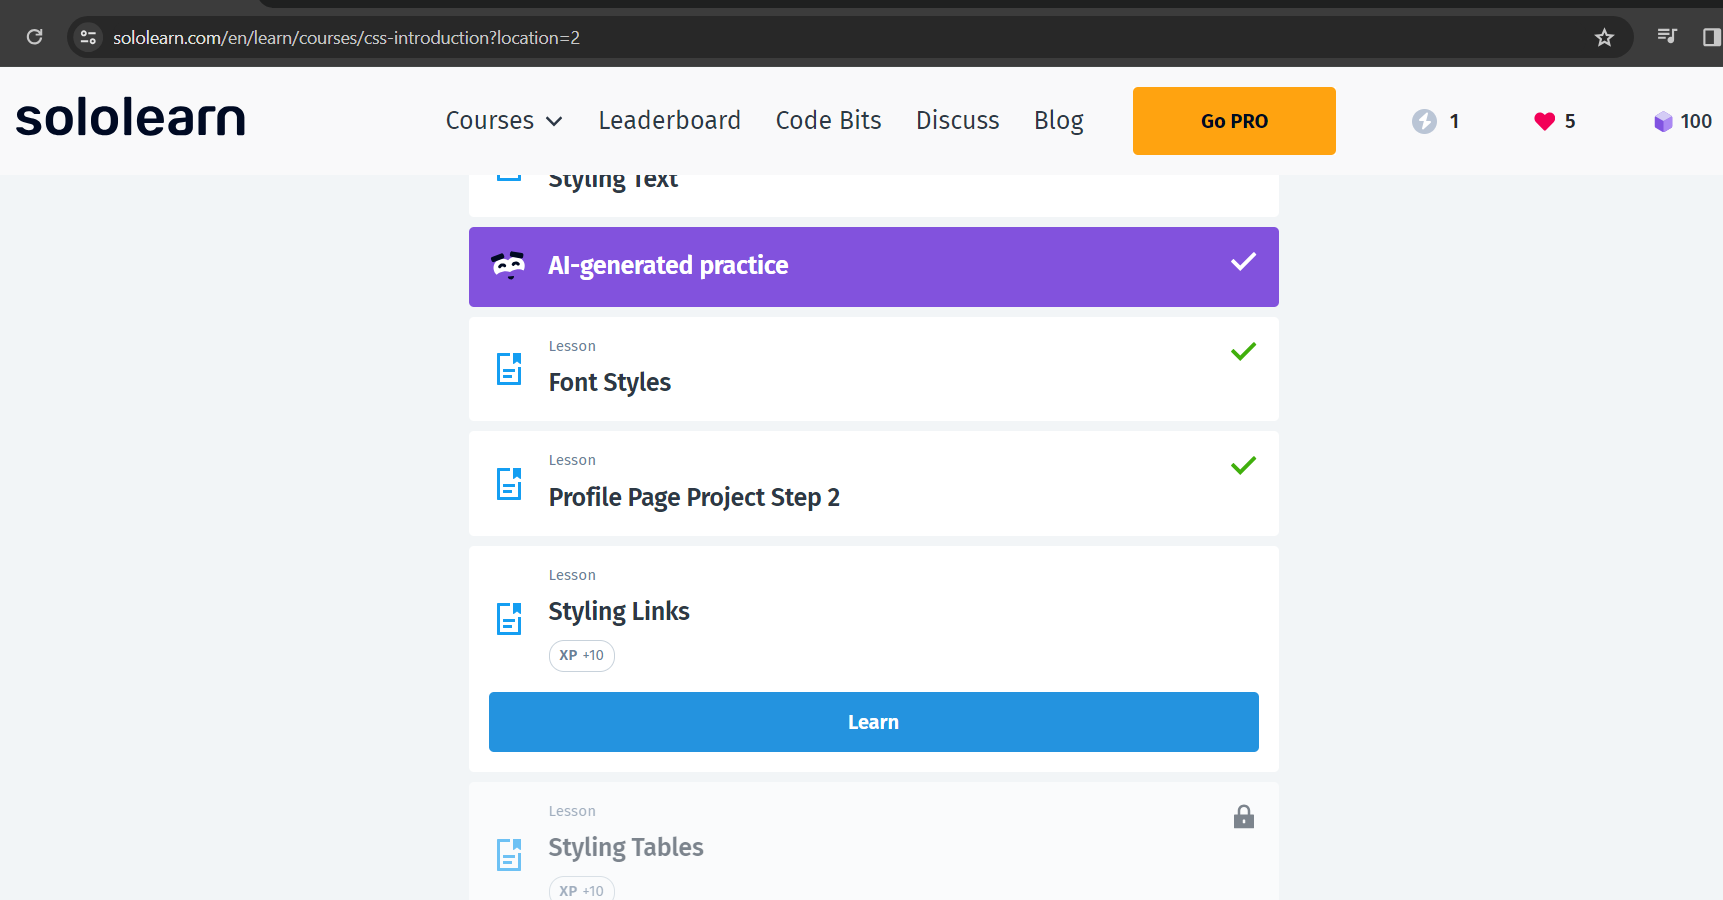 sololearn.com/en/learn/courses/css-introduction?location=2
sololearn
Courses Leaderboard Code Bits Discuss Blog Go PRO 1 5 100
Styling Text
AI-generated practice
Lesson
Font Styles
Lesson
Profile Page Project Step 2
Lesson
Styling Links
XP +10
Learn
Lesson
Styling Tables
XP +10